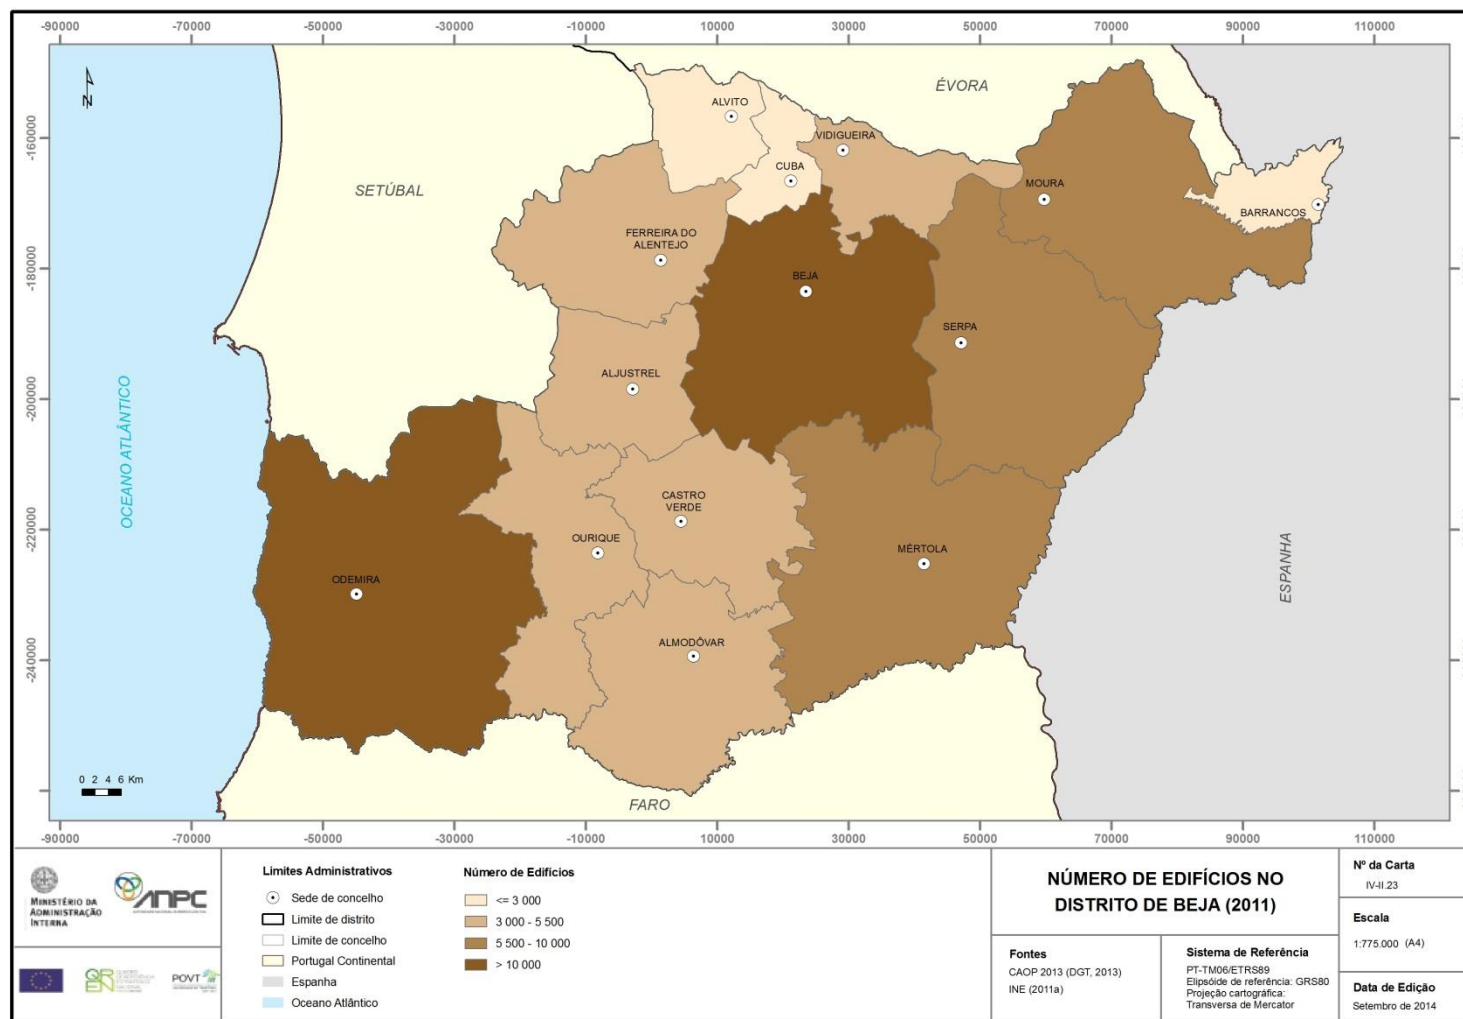 -90000 -70000 -50000 -30000 -10000 10000 30000 50000 70000 90000 110000
N
ÉVORA
ALVITO
VIDIGUEIRA
CUBA
MOURA
SETÚBAL
BARRANCOS
FERREIRA DO
ALENTEJO
BEJA
SERPA
ALJUSTREL
OCEANO ATLÂNTICO
CASTRO
VERDE
OURIQUE
MÉRTOLA
ESPANHA
ODEMIRA
ALMODÔVAR
0 2 4 6 Km
FARO
-160000
-180000
-200000
-220000
-240000
-90000 -70000 -50000 -30000 -10000 10000 30000 50000 70000 90000 110000
MINISTÉRIO DA
ADMINISTRAÇÃO
INTERNA
ANPC
QREN
POVT
Limites Administrativos
Sede de concelho
Limite de distrito
Limite de concelho
Portugal Continental
Espanha
Oceano Atlântico
Número de Edifícios
<= 3 000
3 000 - 5 500
5 500 - 10 000
> 10 000
NÚMERO DE EDIFÍCIOS NO
DISTRITO DE BEJA (2011)
Fontes
CAOP 2013 (DGT, 2013)
INE (2011a)
Sistema de Referência
PT-TM06/ETRS89
Elipsóide de referência: GRS80
Projeção cartográfica:
Transversa de Mercator
Nº da Carta
IV-II.23
Escala
1:775.000 (A4)
Data de Edição
Setembro de 2014